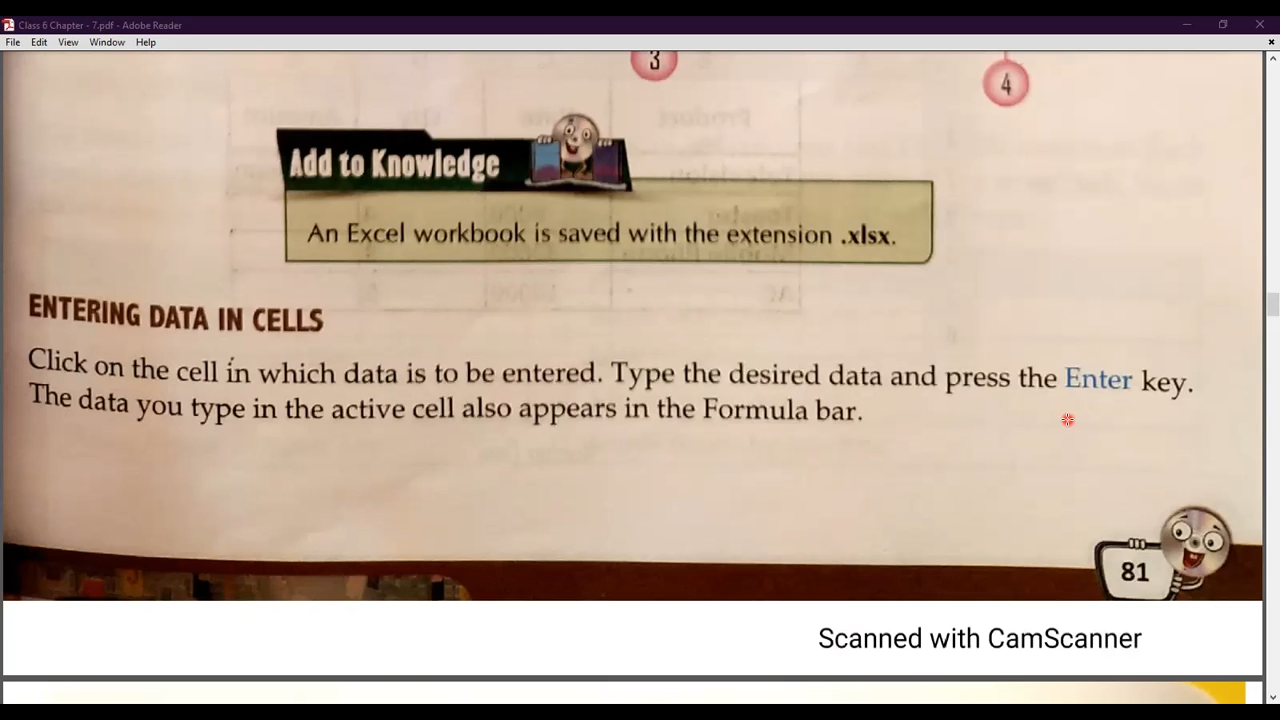 Class 6 Chapter - 7.pdf - Adobe Reader
File Edit View Window Help
3
4
Add to Knowledge
An Excel workbook is saved with the extension .xlsx.
ENTERING DATA IN CELLS
Click on the cell in which data is to be entered. Type the desired data and press the Enter key.
The data you type in the active cell also appears in the Formula bar.
81
Scanned with CamScanner